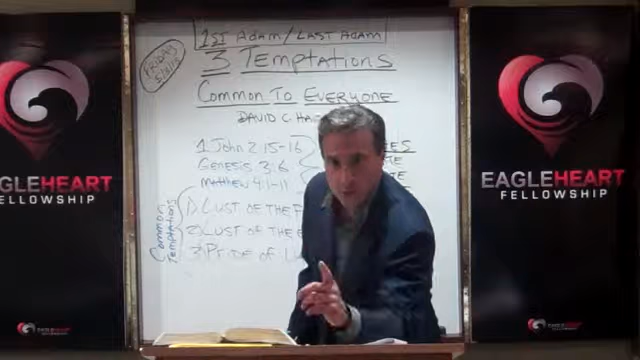 1ST ADAM / LAST ADAM
3 TEMPTATIONS
FRIDAY
COMMON TO EVERYONE
DAVID C.
1 John 2:15-16
Genesis 3:6
Matthew 4:1-11
COMMON TEMPTATIONS
1) LUST OF THE
2) LUST OF THE
3) PRIDE OF
AGLEHEART
FELLOWSHIP
EAGLEHEART
FELLOWSHIP